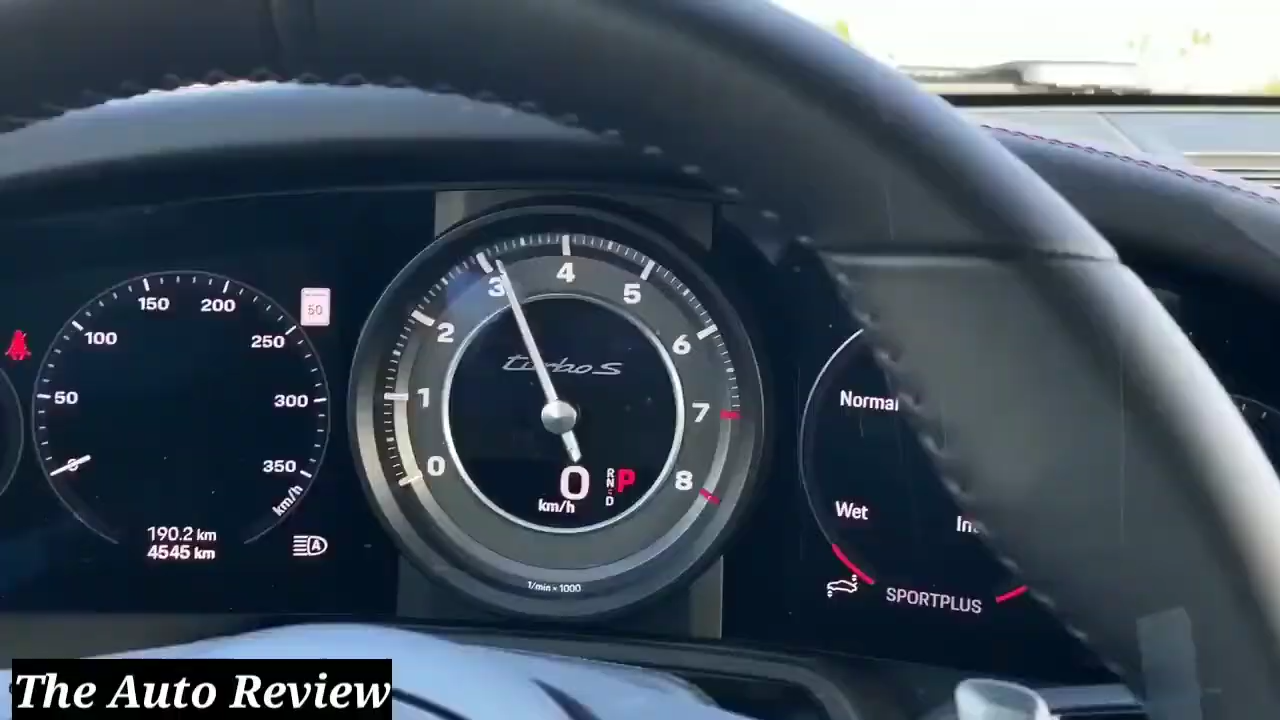 50
100
150
200
250
300
350
km/h
0
190.2 km
4545 km
50
A
0
1
2
3
4
5
6
7
8
turbo S
0
km/h
R
N
D
P
1/min × 1000
Normal
Wet
SPORTPLUS
The Auto Review